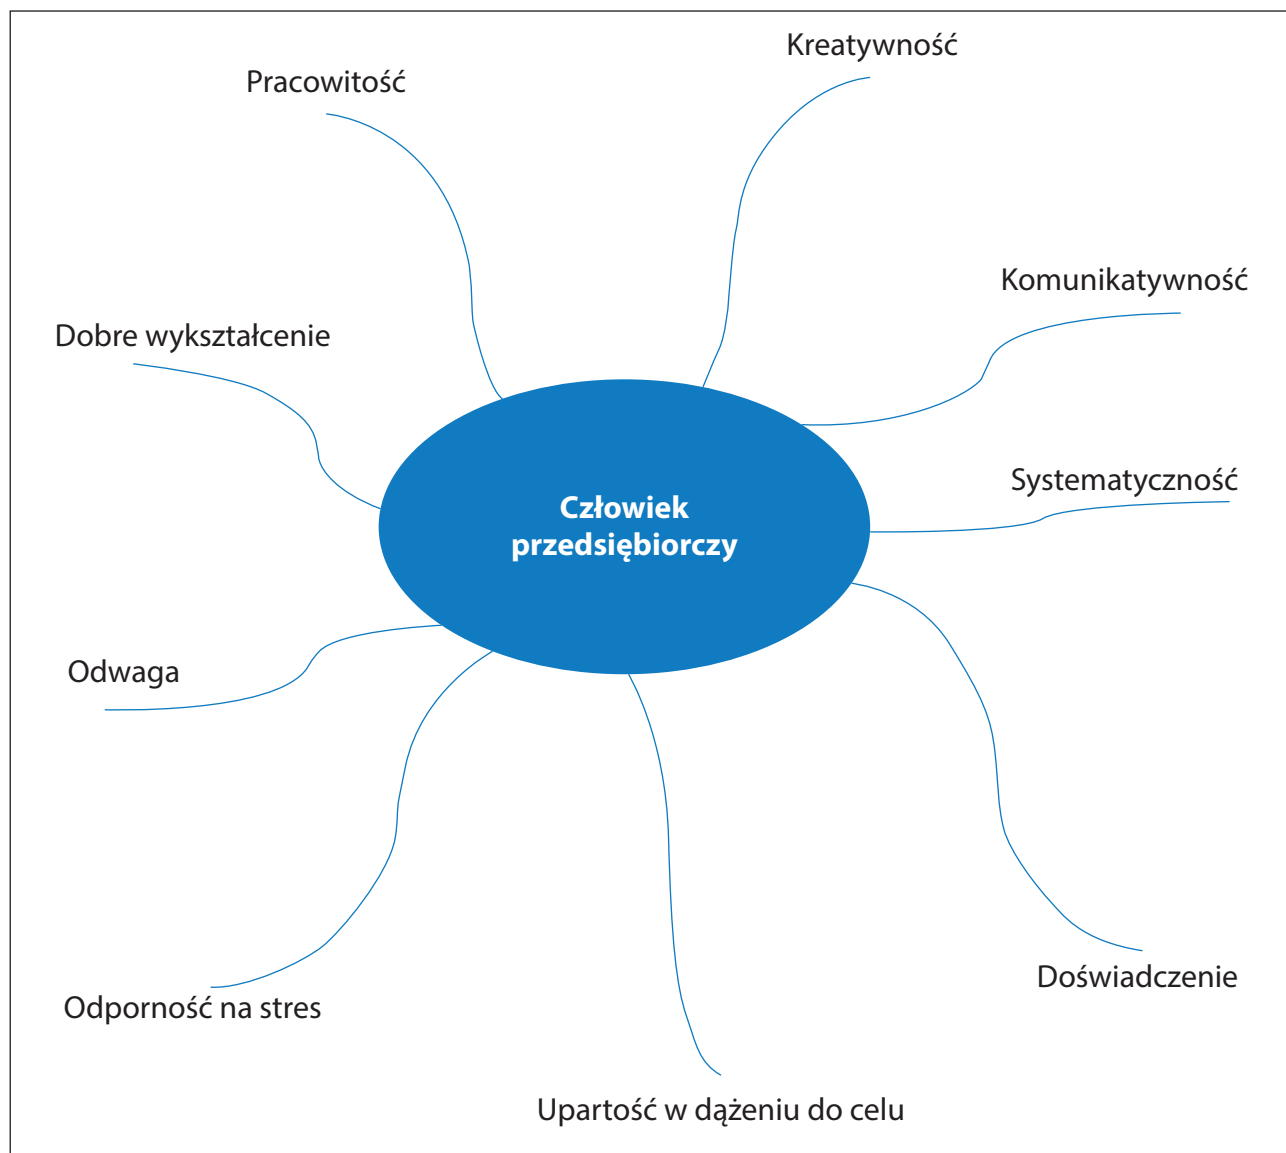 Kreatywność
Pracowitość
Komunikatywność
Dobre wykształcenie
Systematyczność
Człowiek
przedsiębiorczy
Odwaga
Doświadczenie
Odporność na stres
Upartość w dążeniu do celu